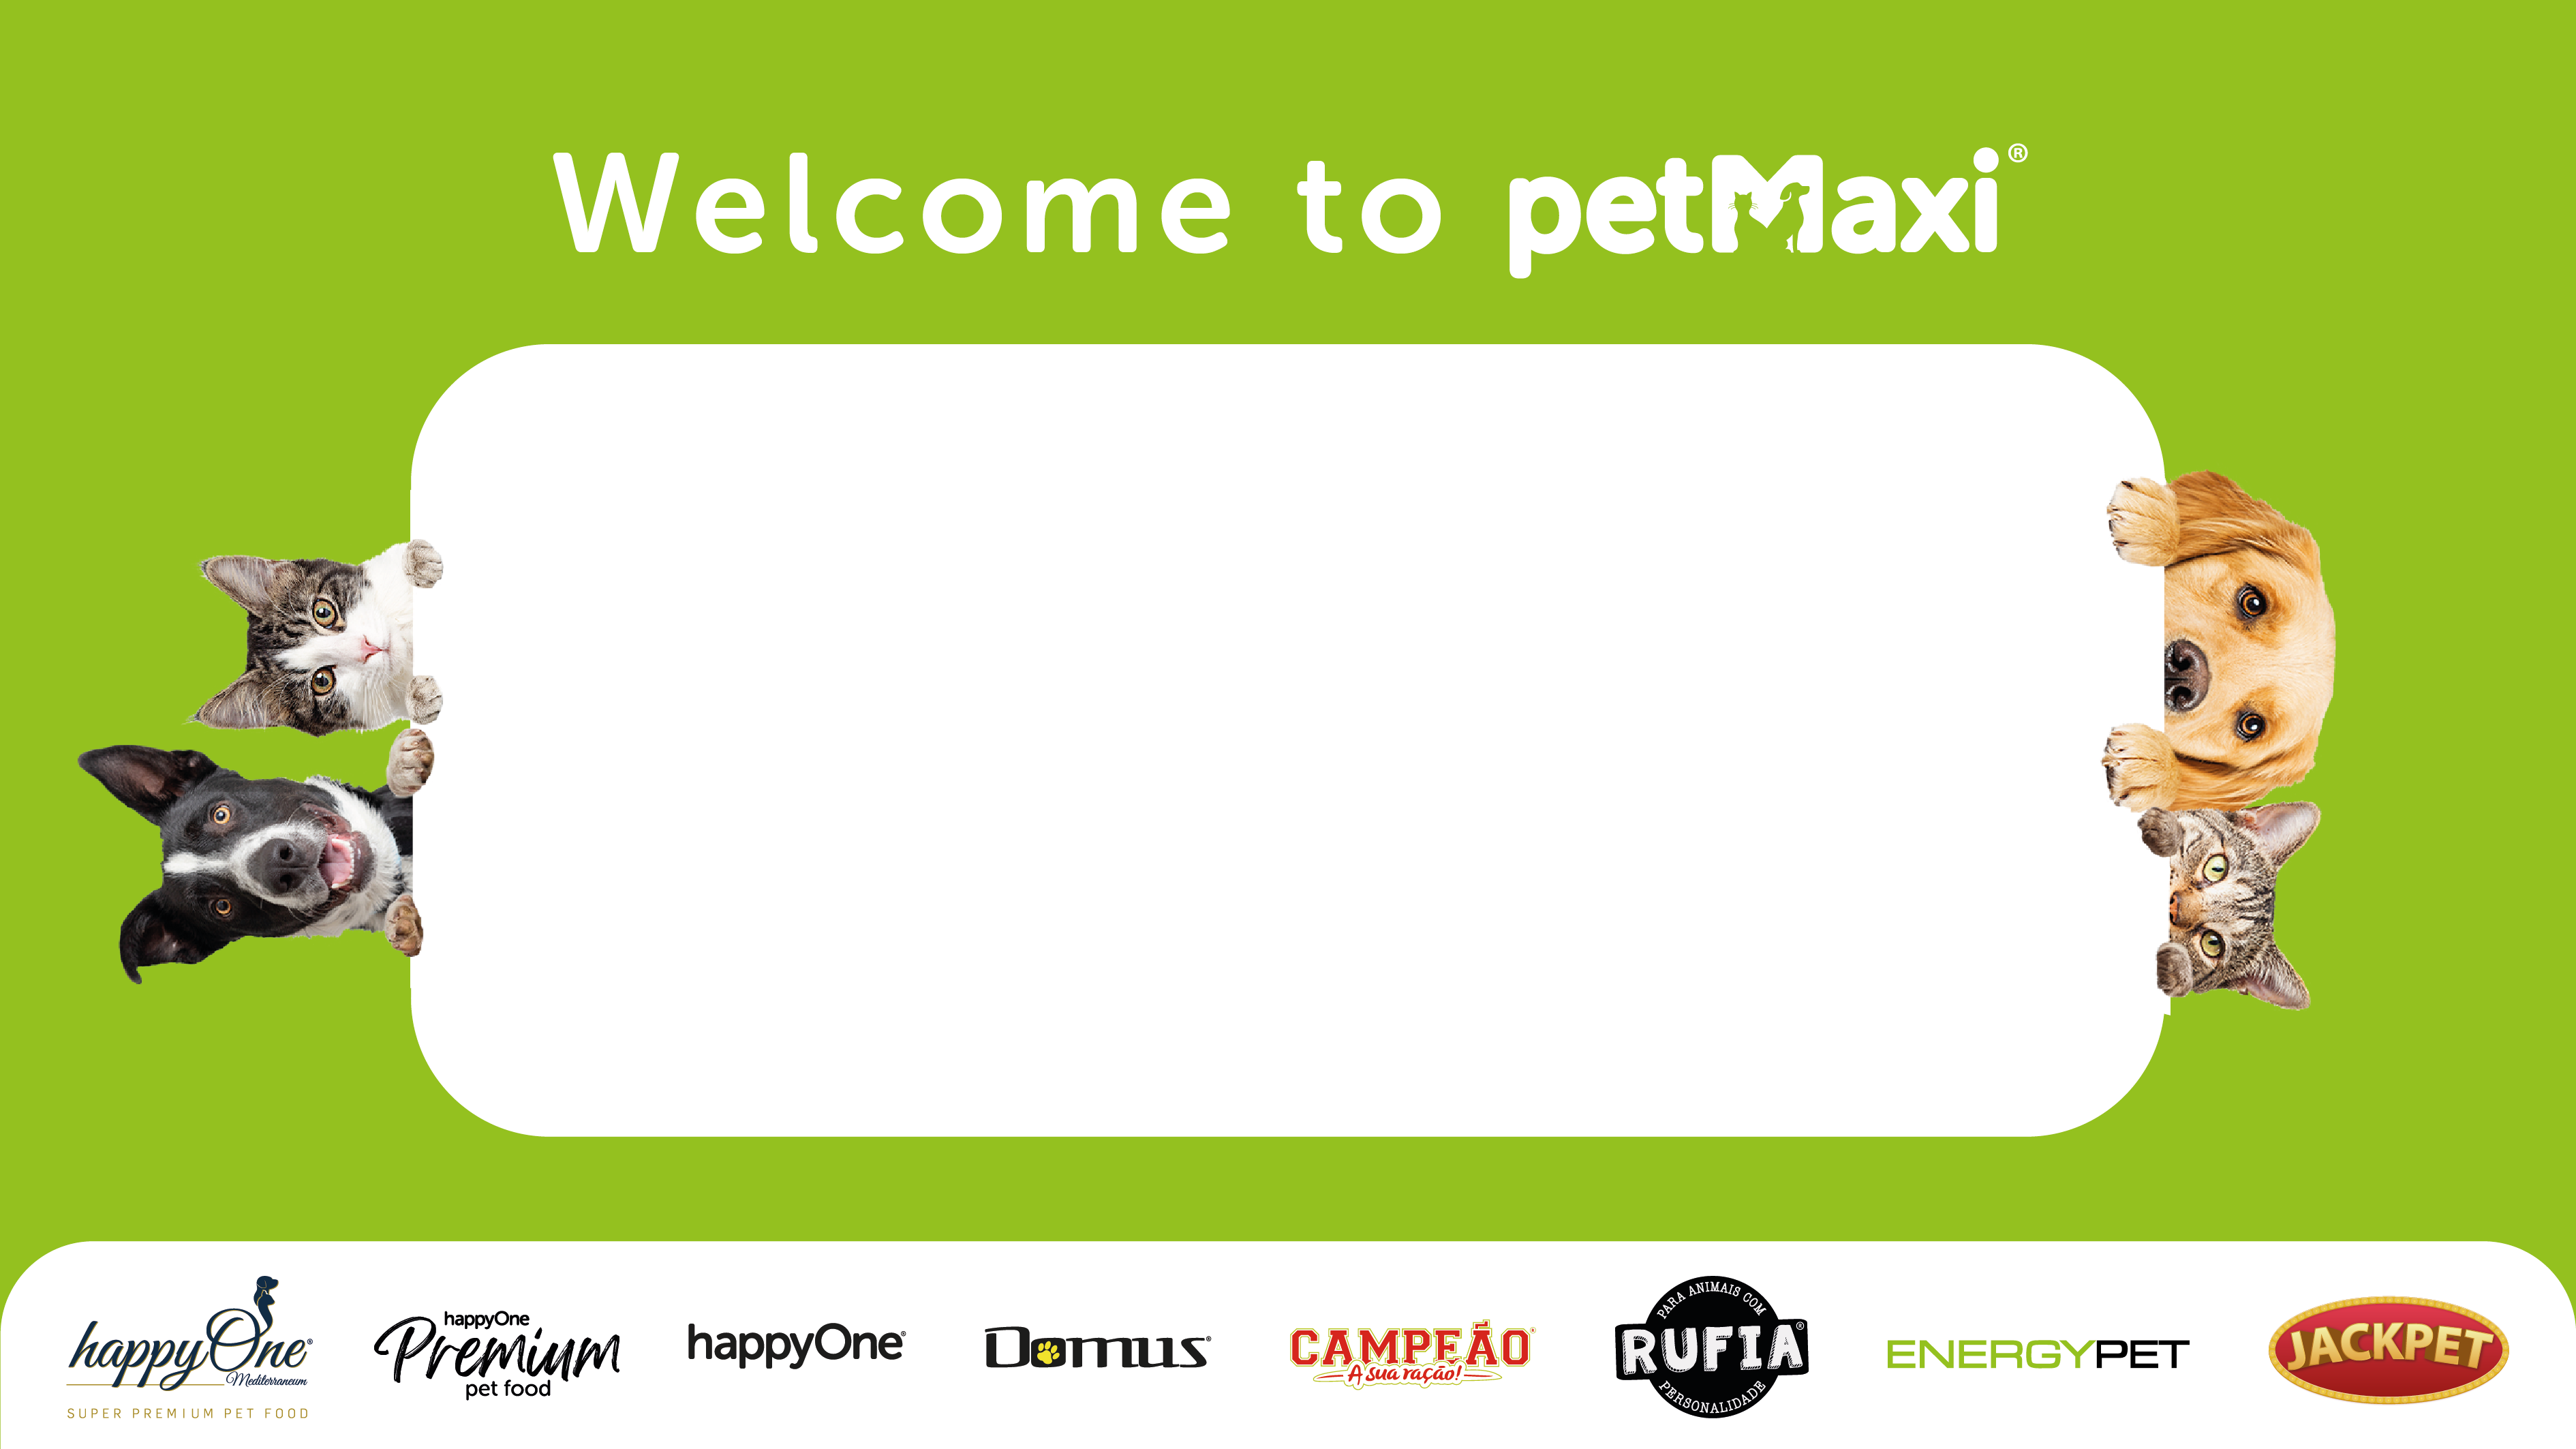 Welcome to petMaxi®
happyOne®
Mediterraneum
SUPER PREMIUM PET FOOD
happyOne
Premium
pet food
happyOne®
Domus®
CAMPEÃO®
A sua ração!
PARA ANIMAIS COM
RUFIA®
PERSONALIDADE
ENERGYPET
JACKPET